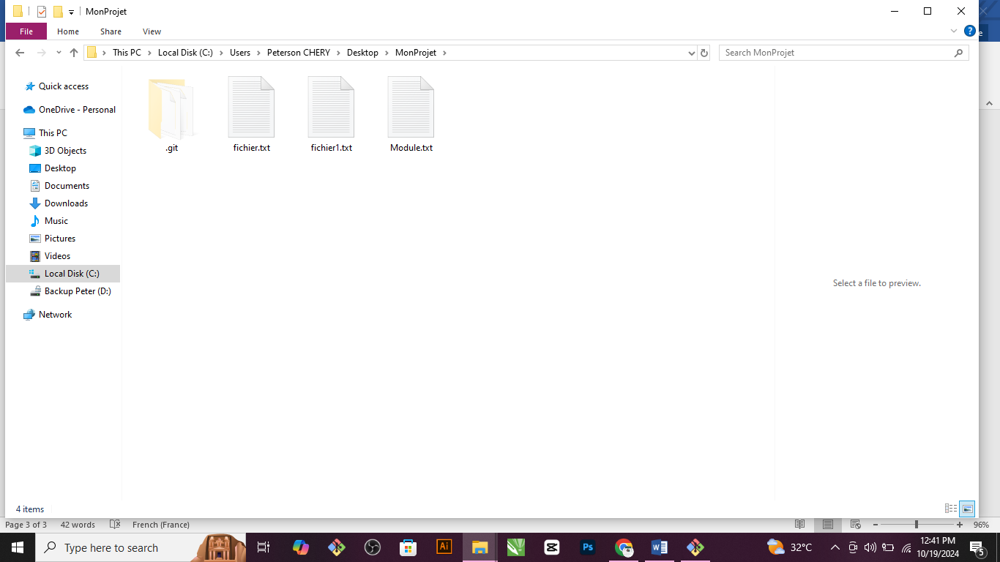 MonProjet
File Home Share View
?
e
This PC Local Disk (C:) Users Peterson CHERY Desktop MonProjet
Search MonProjet
Quick access
OneDrive - Personal
This PC
3D Objects
Desktop
Documents
Downloads
Music
Pictures
Videos
Local Disk (C:)
Backup Peter (D:)
Network
.git fichier.txt fichier1.txt Module.txt
Select a file to preview.
4 items
Page 3 of 3 42 words French (France) 96%
Type here to search
Ai
Ps
W
32°C
12:41 PM
10/19/2024
5